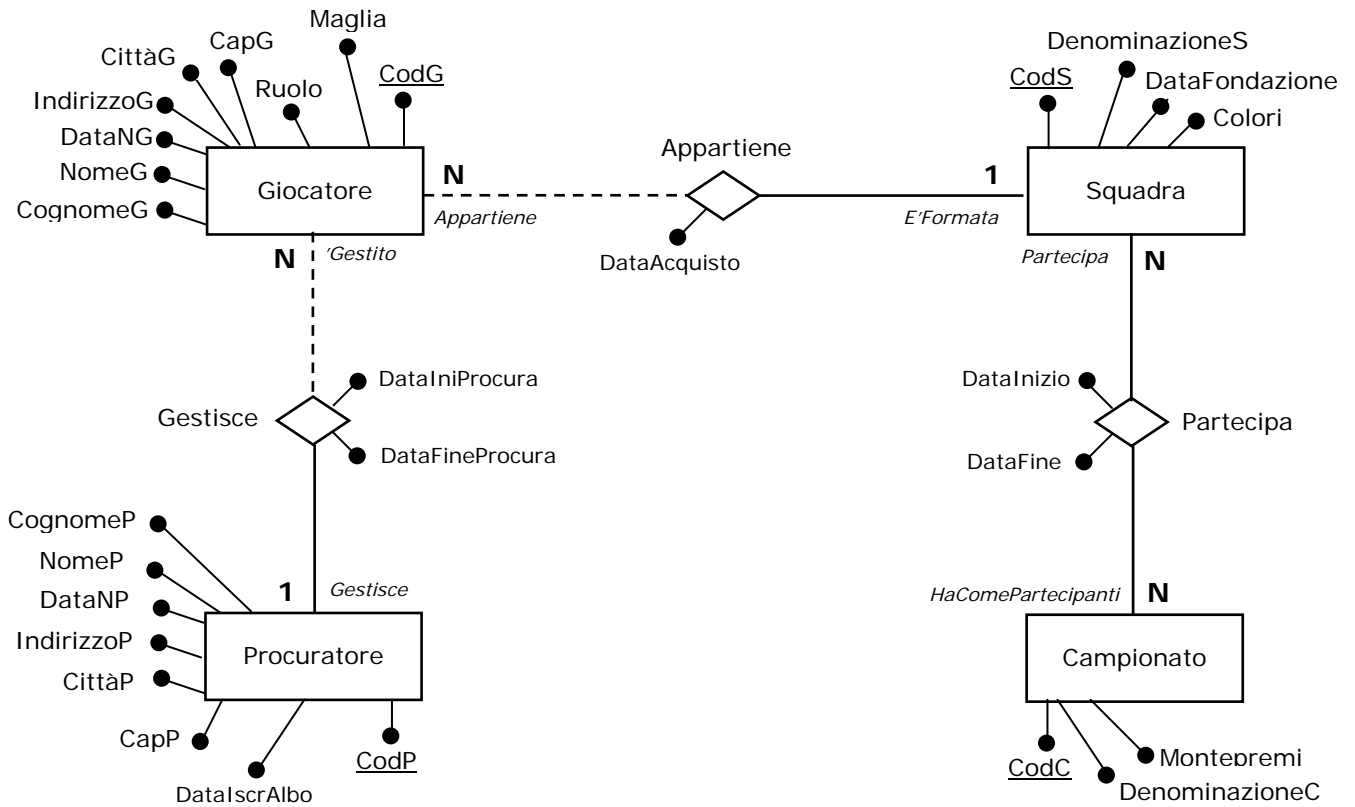 Maglia
CapG
CittàG
CodG
Ruolo
IndirizzoG
DataNG
NomeG
CognomeG
Giocatore
N
Appartiene
N
'Gestito
Appartiene
DataAcquisto
1
E'Formata
DenominazioneS
CodS
DataFondazione
Colori
Squadra
Partecipa
N
DataIniProcura
Gestisce
DataFineProcura
DataInizio
Partecipa
DataFine
CognomeP
NomeP
DataNP
IndirizzoP
CittàP
1
Gestisce
Procuratore
CapP
CodP
DataIscrAlbo
HaComePartecipanti
N
Campionato
CodC
Montepremi
DenominazioneC